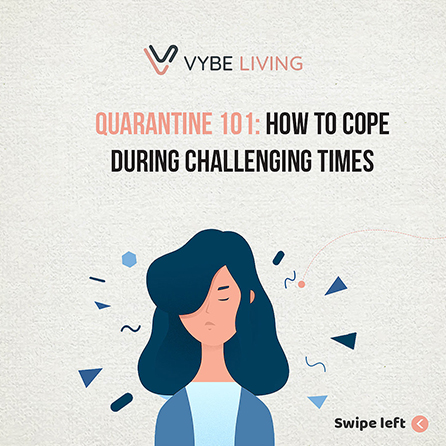 VYBE LIVING
QUARANTINE 101: HOW TO COPE
DURING CHALLENGING TIMES
Swipe left